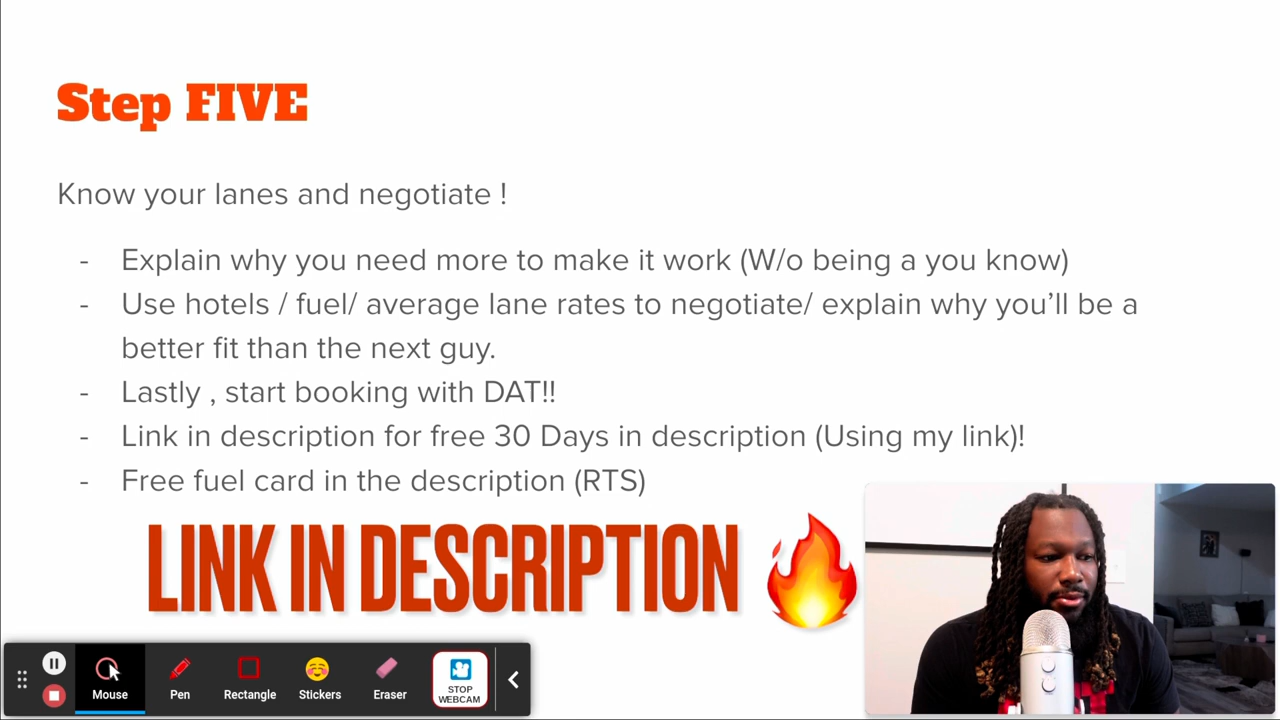 Step FIVE
Know your lanes and negotiate !
- Explain why you need more to make it work (W/o being a you know)
- Use hotels / fuel/ average lane rates to negotiate/ explain why you’ll be a
better fit than the next guy.
- Lastly , start booking with DAT!!
- Link in description for free 30 Days in description (Using my link)!
- Free fuel card in the description (RTS)
LINK IN DESCRIPTION
Mouse
Pen
Rectangle
Stickers
Eraser
STOP
WEBCAM